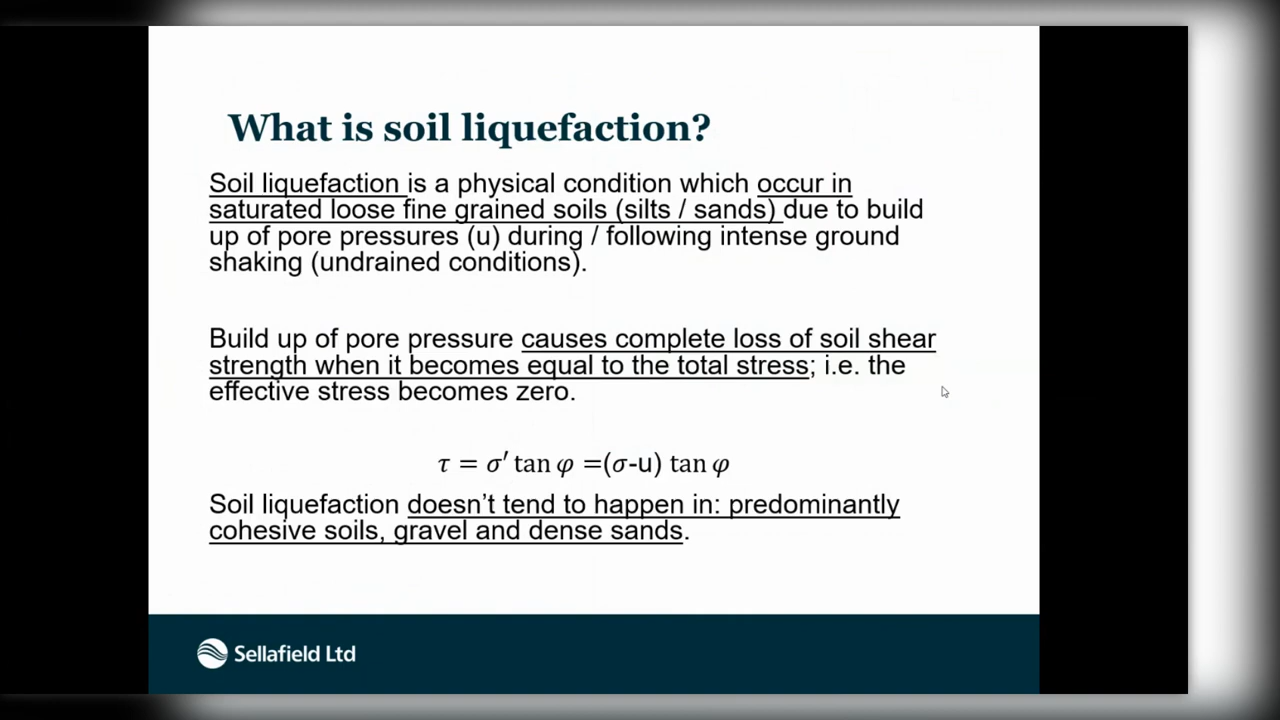 What is soil liquefaction?
Soil liquefaction is a physical condition which occur in
saturated loose fine grained soils (silts / sands) due to build
up of pore pressures (u) during / following intense ground
shaking (undrained conditions).
Build up of pore pressure causes complete loss of soil shear
strength when it becomes equal to the total stress; i.e. the
effective stress becomes zero.
τ = σ′ tan φ =(σ-u) tan φ
Soil liquefaction doesn’t tend to happen in: predominantly
cohesive soils, gravel and dense sands.
Sellafield Ltd